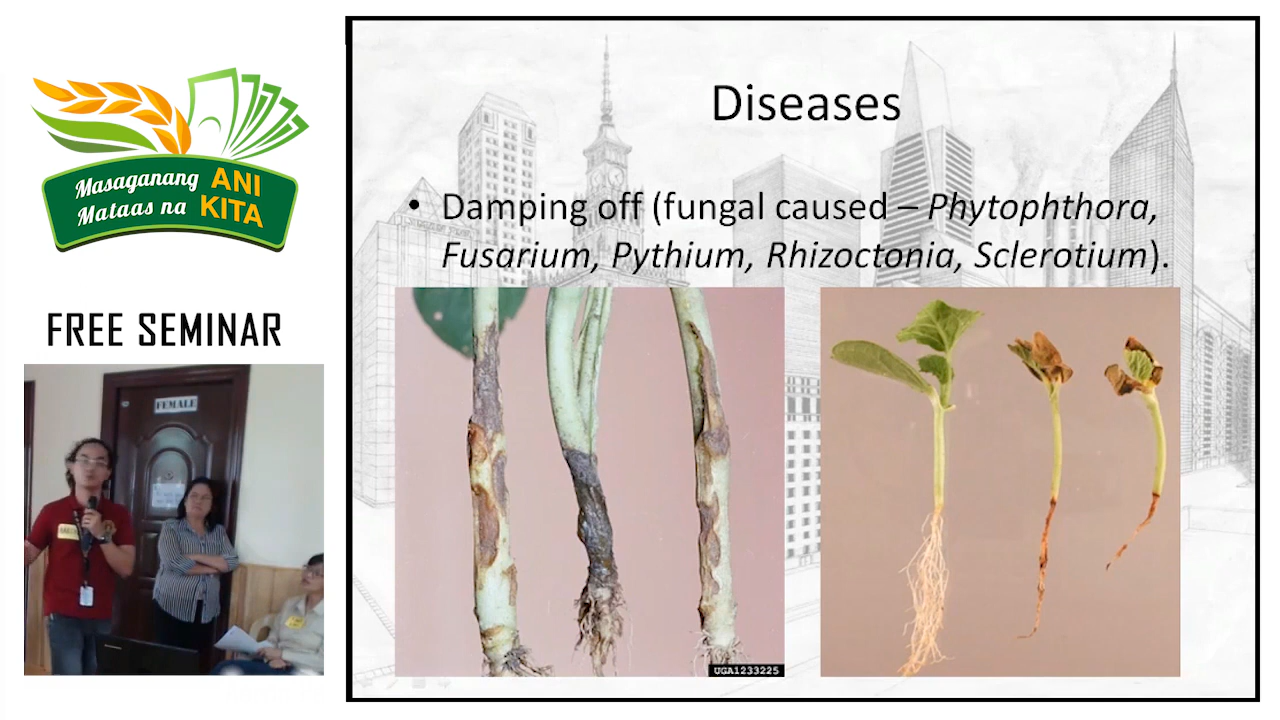 Masaganang ANI
Mataas na KITA
FREE SEMINAR
FEMALE
Diseases
• Damping off (fungal caused – Phytophthora,
Fusarium, Pythium, Rhizoctonia, Sclerotium).
UGA1233225